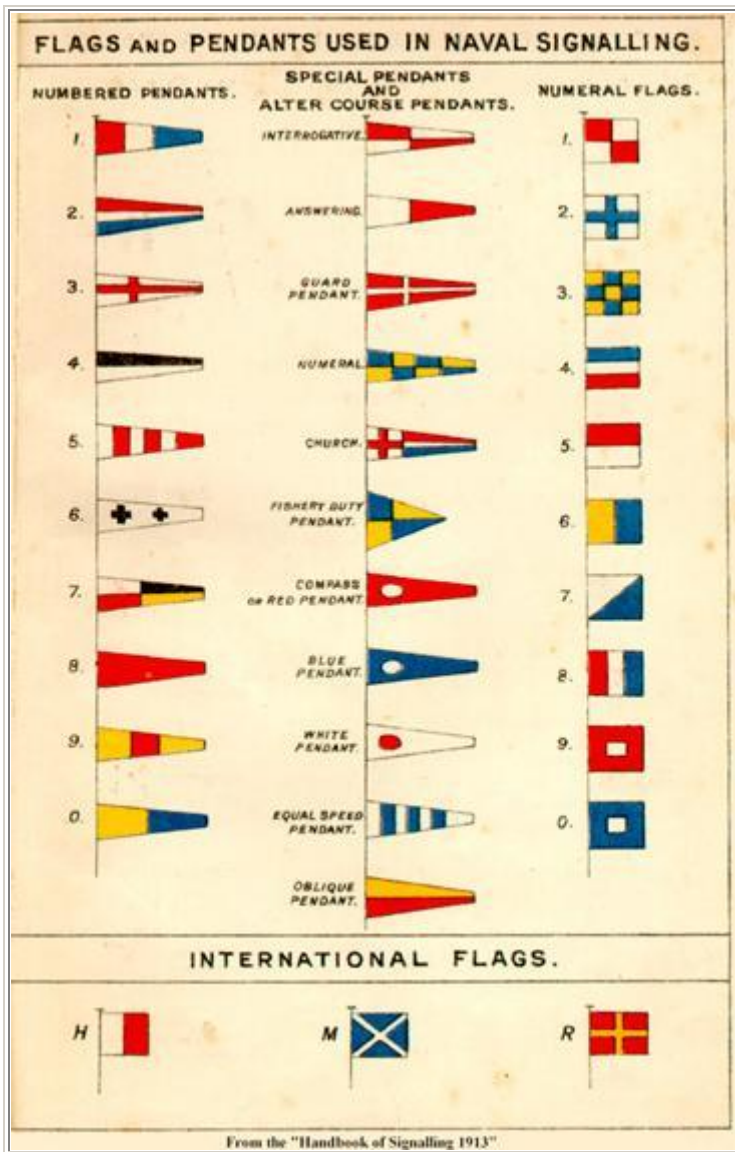 FLAGS AND PENDANTS USED IN NAVAL SIGNALLING.
NUMBERED PENDANTS.
1.
2.
3.
4.
5.
6.
7.
8.
9.
0.
SPECIAL PENDANTS
AND
ALTER COURSE PENDANTS.
INTERROGATIVE.
ANSWERING.
GUARD
PENDANT.
NUMERAL
CHURCH.
FISHERY DUTY
PENDANT.
COMPASS
OR RED PENDANT.
BLUE
PENDANT.
WHITE
PENDANT.
EQUAL SPEED
PENDANT.
OBLIQUE
PENDANT.
NUMERAL FLAGS.
1.
2.
3.
4.
5.
6.
7.
8.
9.
0.
INTERNATIONAL FLAGS.
H
M
R
From the "Handbook of Signalling 1913"